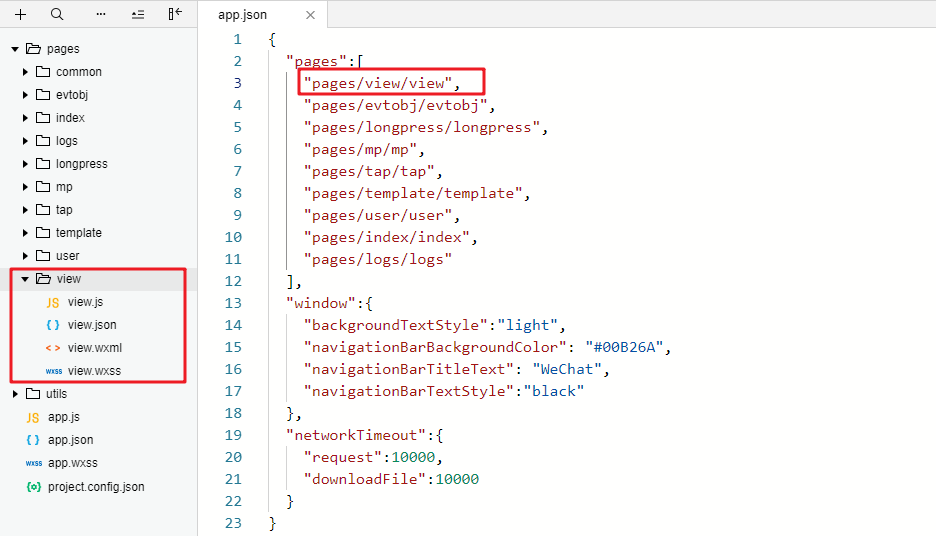 app.json
pages
common
evtobj
index
logs
longpress
mp
tap
template
user
view
JS view.js
{ } view.json
< > view.wxml
wxss view.wxss
utils
JS app.js
{ } app.json
wxss app.wxss
{o} project.config.json
1 {
2 "pages":[
3 "pages/view/view",
4 "pages/evtobj/evtobj",
5 "pages/longpress/longpress",
6 "pages/mp/mp",
7 "pages/tap/tap",
8 "pages/template/template",
9 "pages/user/user",
10 "pages/index/index",
11 "pages/logs/logs"
12 ],
13 "window":{
14 "backgroundTextStyle":"light",
15 "navigationBarBackgroundColor": "#00B26A",
16 "navigationBarTitleText": "WeChat",
17 "navigationBarTextStyle":"black"
18 },
19 "networkTimeout":{
20 "request":10000,
21 "downloadFile":10000
22 }
23 }